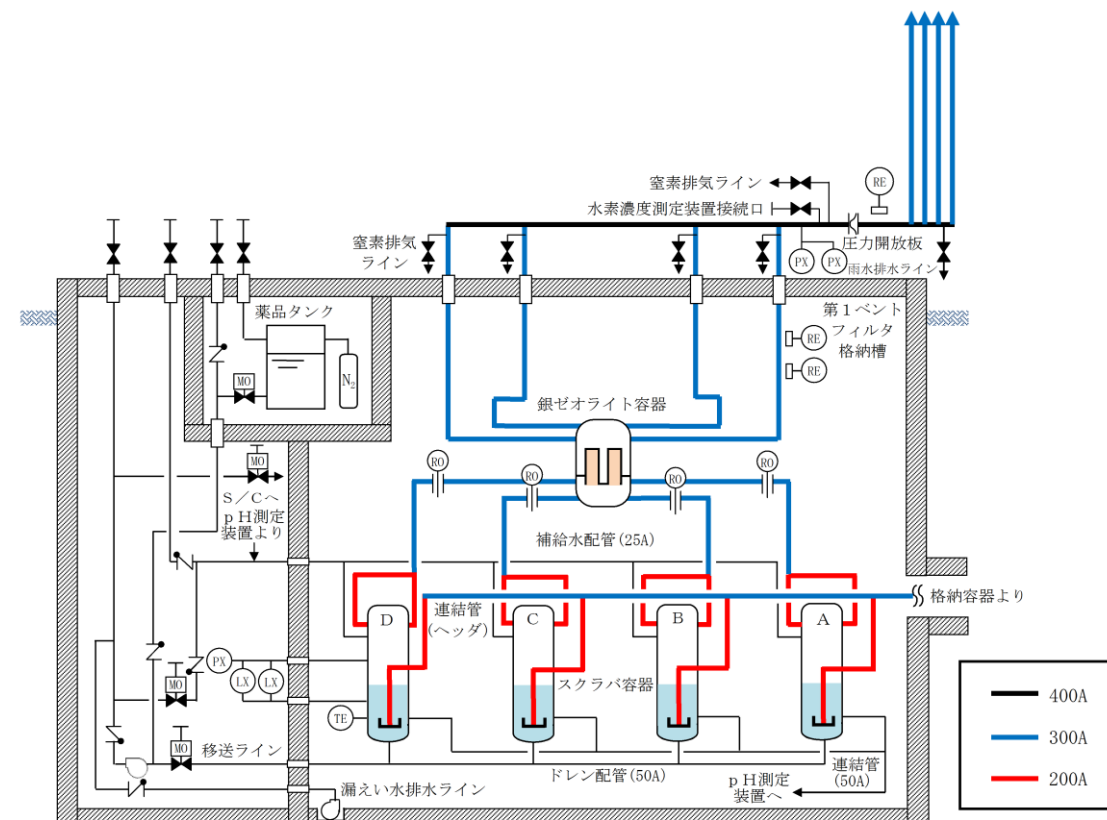 窒素排気ライン
RE
水素濃度測定装置接続口
窒素排気
ライン
圧力開放板
PX
PX
雨水排水ライン
薬品タンク
第1ベント
フィルタ
格納槽
RE
RE
MO
N2
銀ゼオライト容器
MO
RO
RO
RO
RO
S/Cへ
pH測定
装置より
補給水配管(25A)
連結管
(ヘッダ)
格納容器より
D
C
B
A
PX
LX
LX
MO
スクラバ容器
TE
MO
移送ライン
ドレン配管(50A)
連結管
(50A)
pH測定
装置へ
漏えい水排水ライン
400A
300A
200A